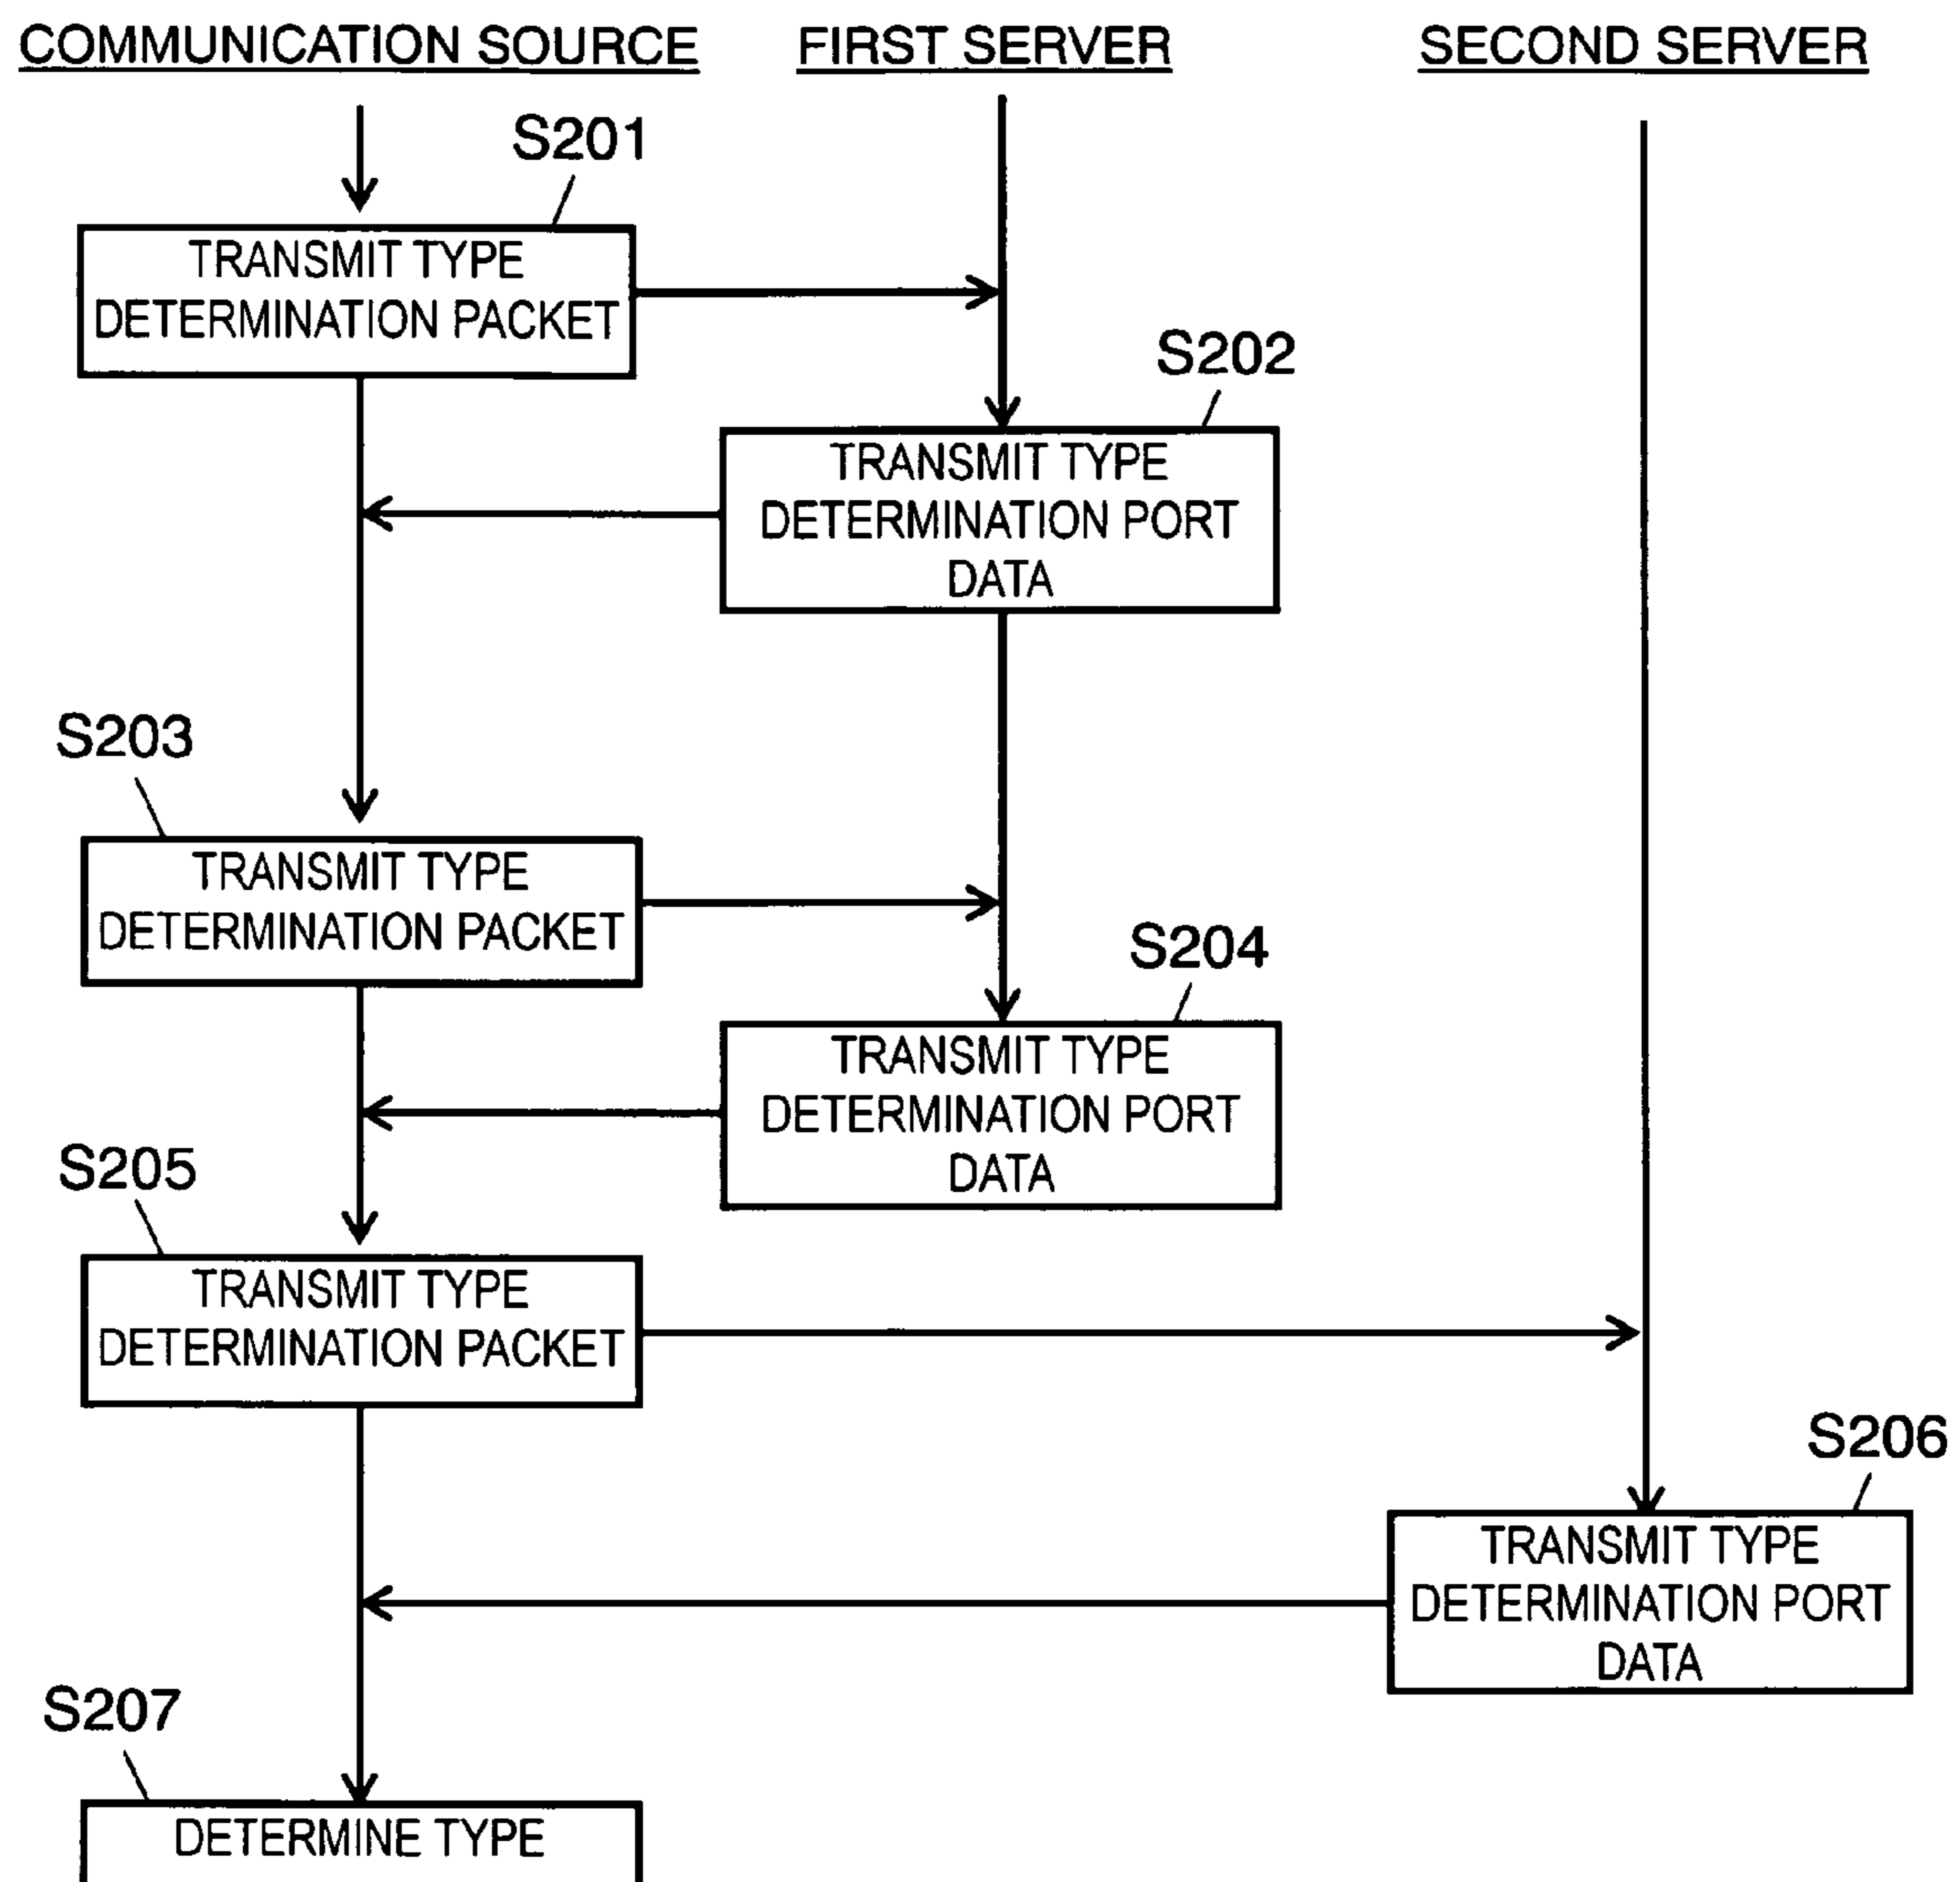 COMMUNICATION SOURCE
FIRST SERVER
SECOND SERVER
S201
TRANSMIT TYPE
DETERMINATION PACKET
S202
TRANSMIT TYPE
DETERMINATION PORT
DATA
S203
TRANSMIT TYPE
DETERMINATION PACKET
S204
TRANSMIT TYPE
DETERMINATION PORT
DATA
S205
TRANSMIT TYPE
DETERMINATION PACKET
S206
TRANSMIT TYPE
DETERMINATION PORT
DATA
S207
DETERMINE TYPE